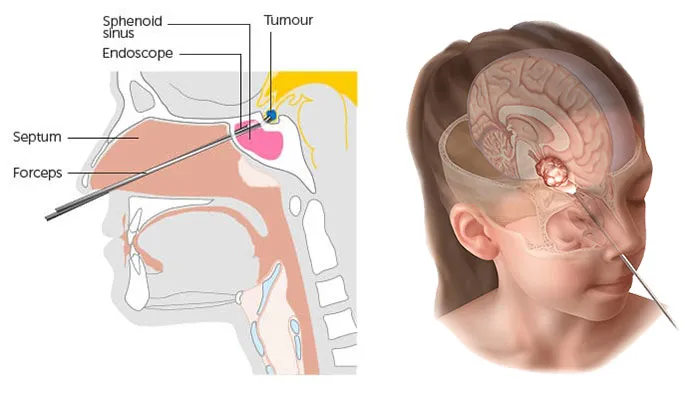 Sphenoid
sinus
Tumour
Endoscope
Septum
Forceps